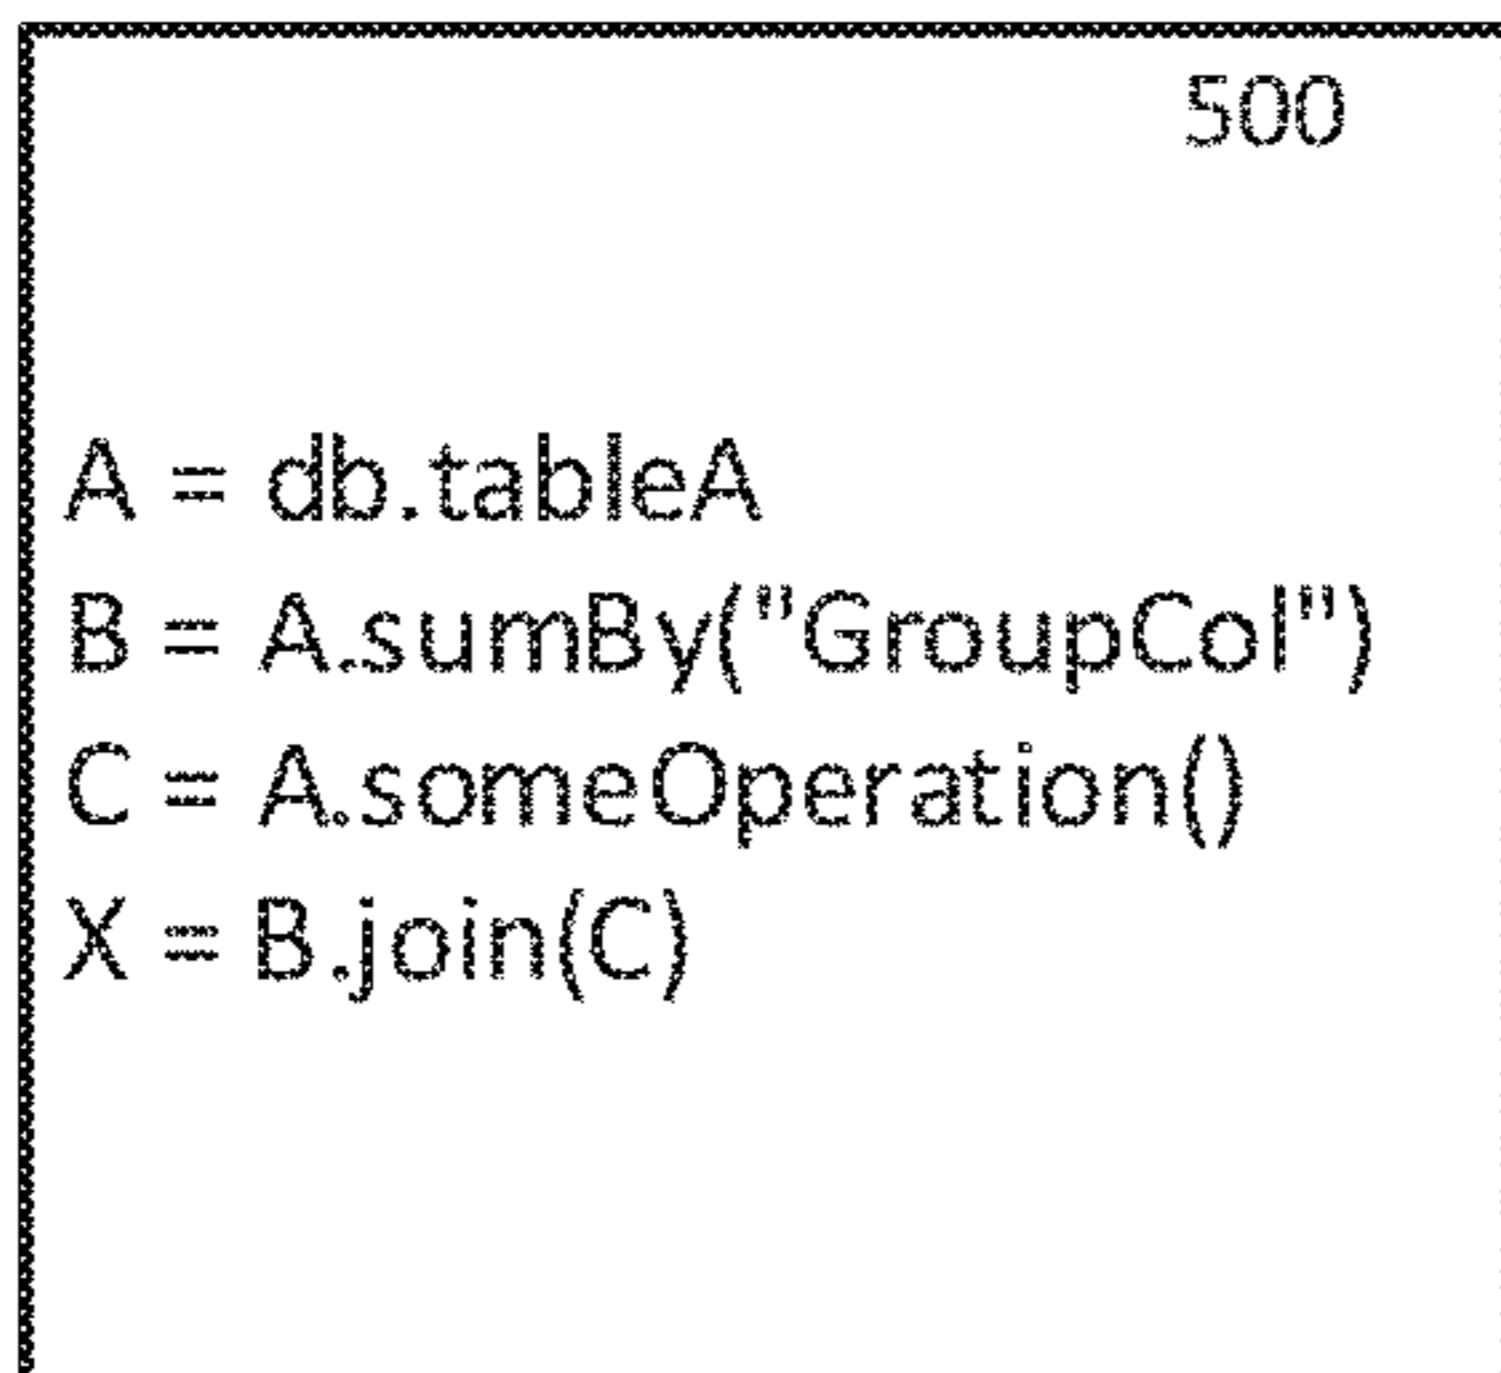 500
A = db.tableA
B = A.sumBy("GroupCol")
C = A.someOperation()
X = B.join(C)